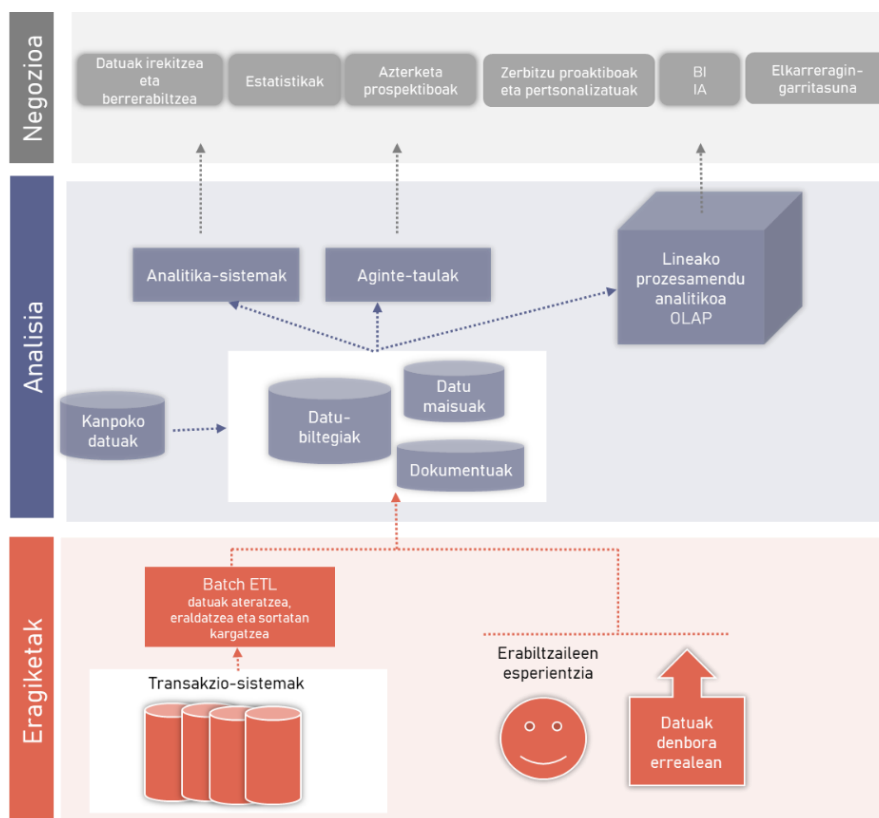 Negozioa
Datuak irekitzea
eta
berrerabiltzea
Estatistikak
Azterketa
prospektiboak
Zerbitzu proaktiboak
eta pertsonalizatuak
BI
IA
Elkarreragin-
garritasuna
Analisia
Analitika-sistemak
Aginte-taulak
Lineako
prozesamendu
analitikoa
OLAP
Kanpoko
datuak
Datu-
biltegiak
Datu
maisuak
Dokumentuak
Eragiketak
Batch ETL
datuak ateratzea,
eraldatzea eta sortatan
kargatzea
Transakzio-sistemak
Erabiltzaileen
esperientzia
Datuak
denbora
errealean